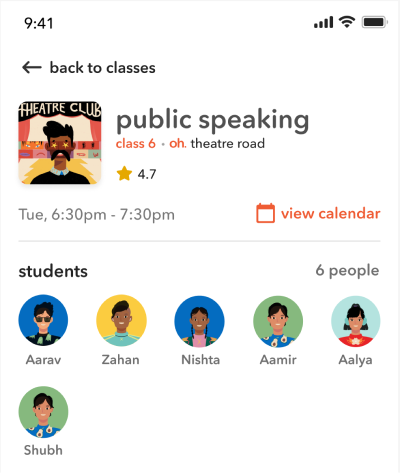 9:41
back to classes
THEATRE CLUB
public speaking
class 6 • oh. theatre road
4.7
Tue, 6:30pm - 7:30pm
view calendar
students
6 people
Aarav Zahan Nishta Aamir Aalya
Shubh